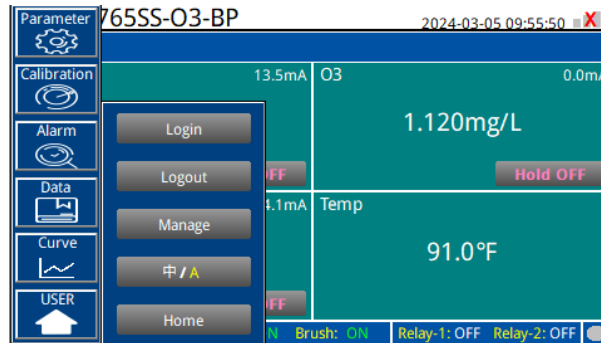 Parameter
765SS-O3-BP
2024-03-05 09:55:50
X
Calibration
13.5mA
O3
0.0m
1.120mg/L
Alarm
Login
Hold OFF
Logout
FF
Data
4.1mA
Temp
Manage
91.0°F
Curve
中/A
USER
FF
Home
N
Brush: ON
Relay-1: OFF
Relay-2: OFF